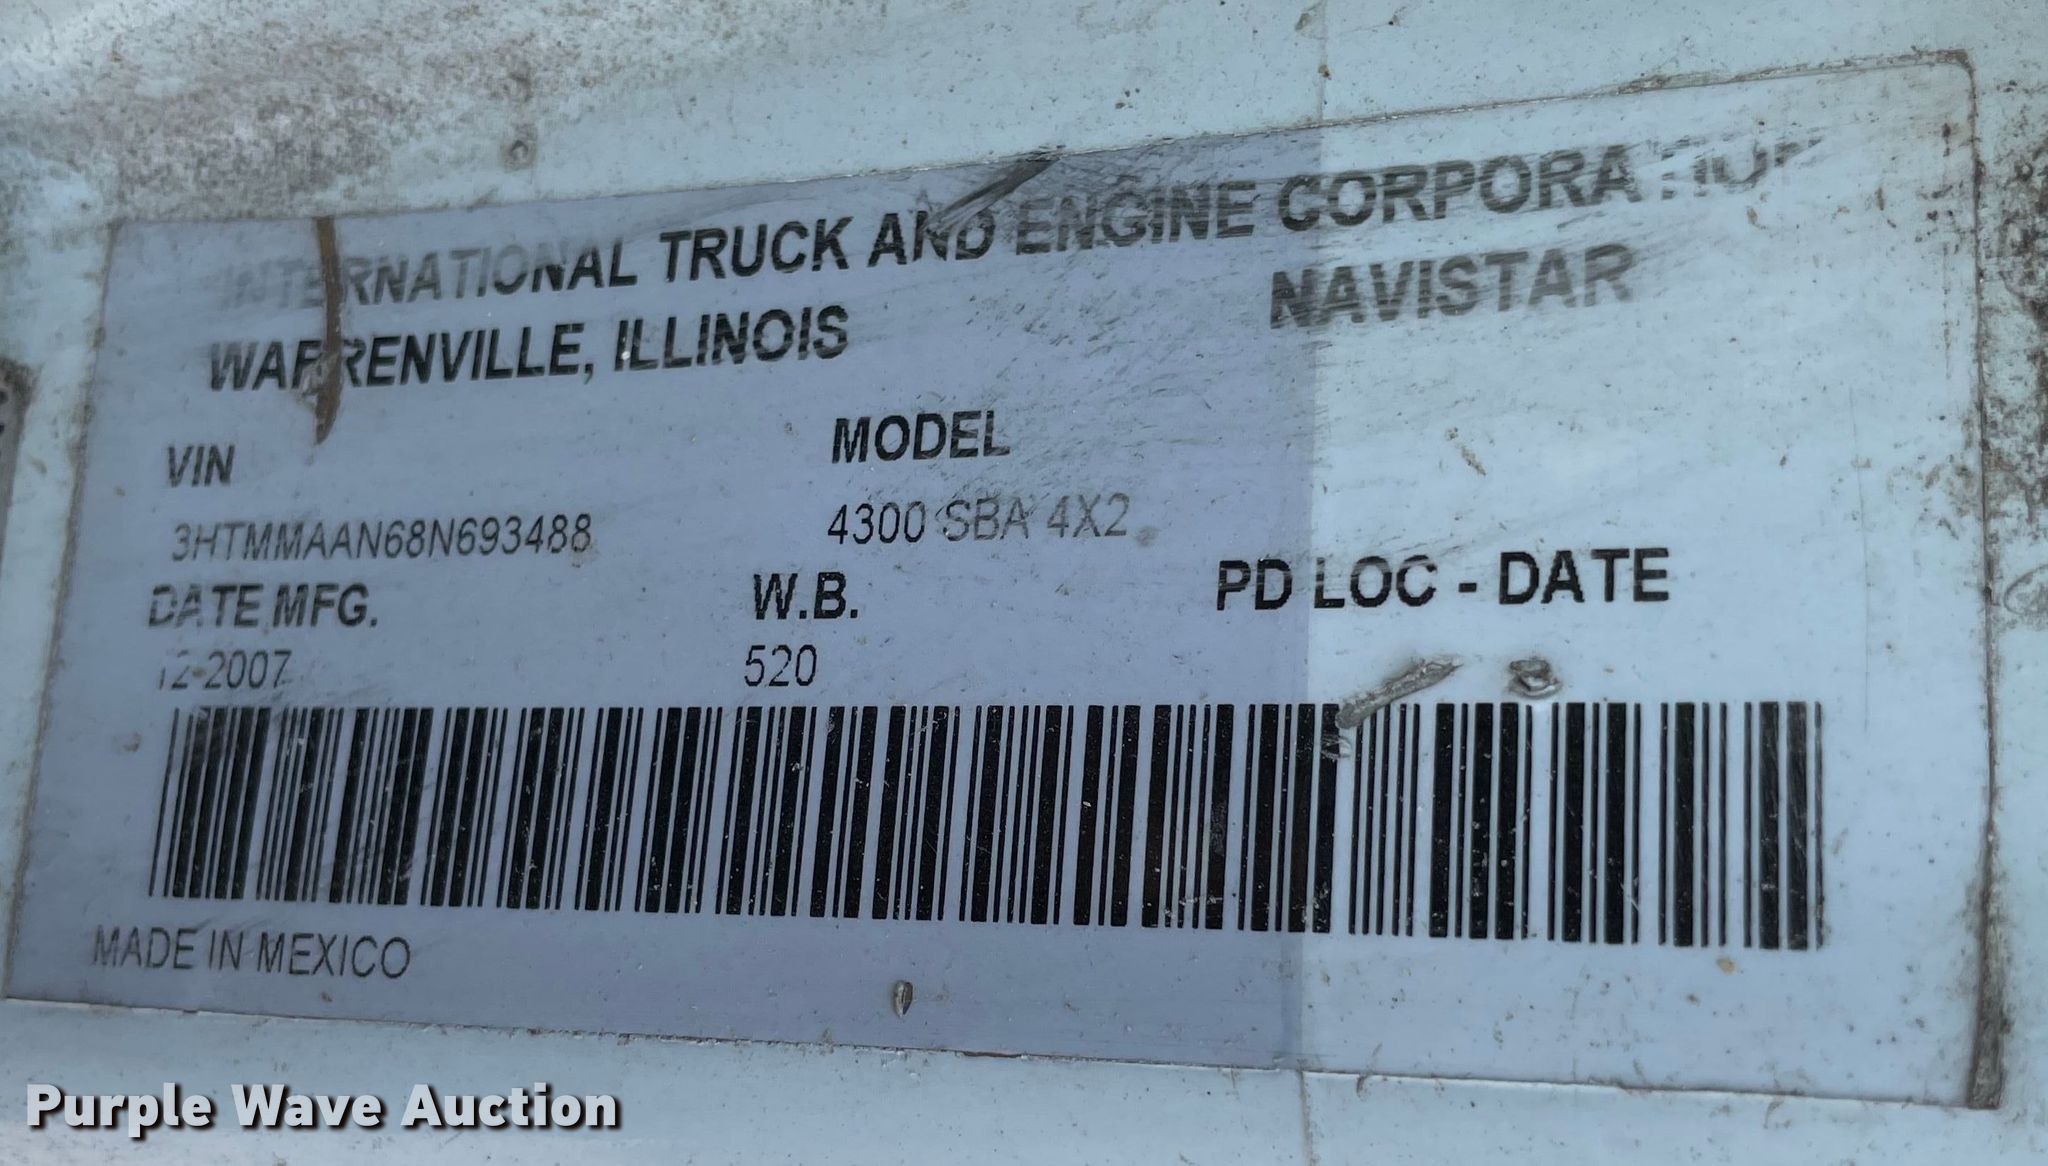 INTERNATIONAL TRUCK AND ENGINE CORPORATION
WARRENVILLE, ILLINOIS NAVISTAR
VIN MODEL
3HTMMAAN68N693488 4300 SBA 4X2
DATE MFG. W.B. PD LOC - DATE
12-2007 520
MADE IN MEXICO
Purple Wave Auction